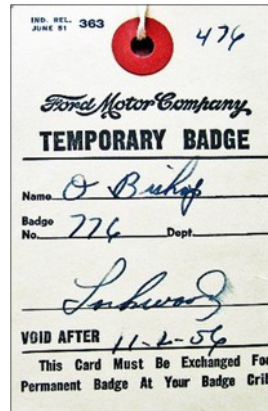 IND. REL. 363
JUNE 51
476
Ford Motor Company
TEMPORARY BADGE
Name O Bishop
Badge
No. 776 Dept.
Lockwood
VOID AFTER 11-2-56
This Card Must Be Exchanged For
Permanent Badge At Your Badge Crib